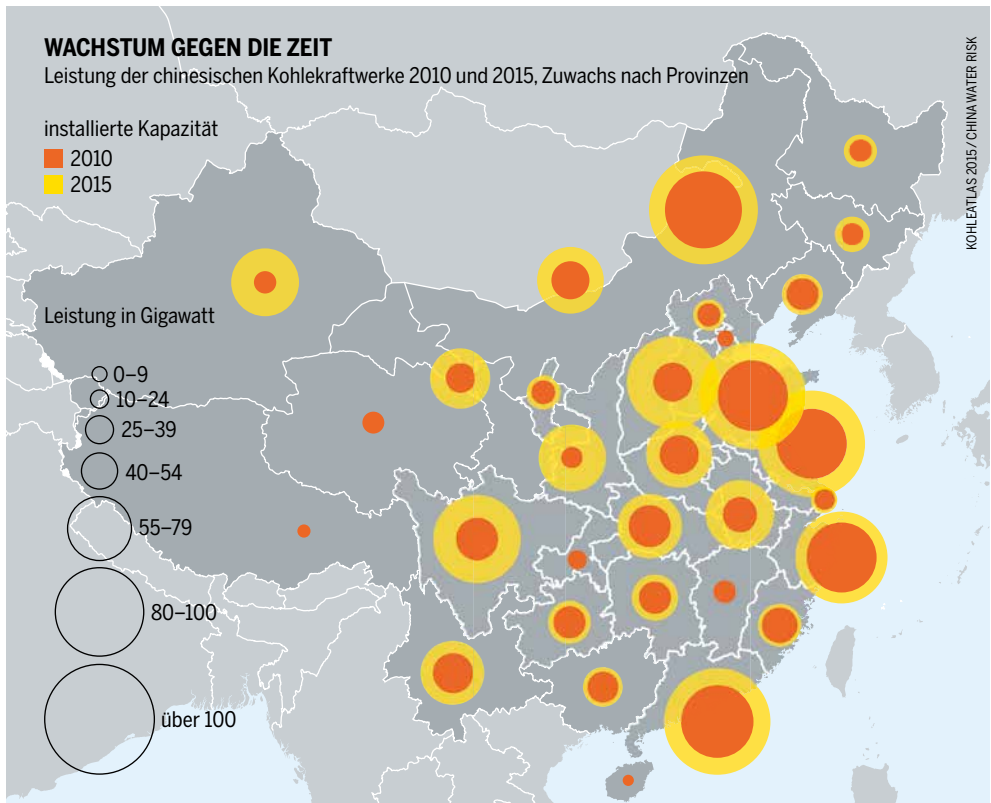 WACHSTUM GEGEN DIE ZEIT
Leistung der chinesischen Kohlekraftwerke 2010 und 2015, Zuwachs nach Provinzen
installierte Kapazität
2010
2015
Leistung in Gigawatt
0–9
10–24
25–39
40–54
55–79
80–100
über 100
KOHLEATLAS 2015 / CHINA WATER RISK